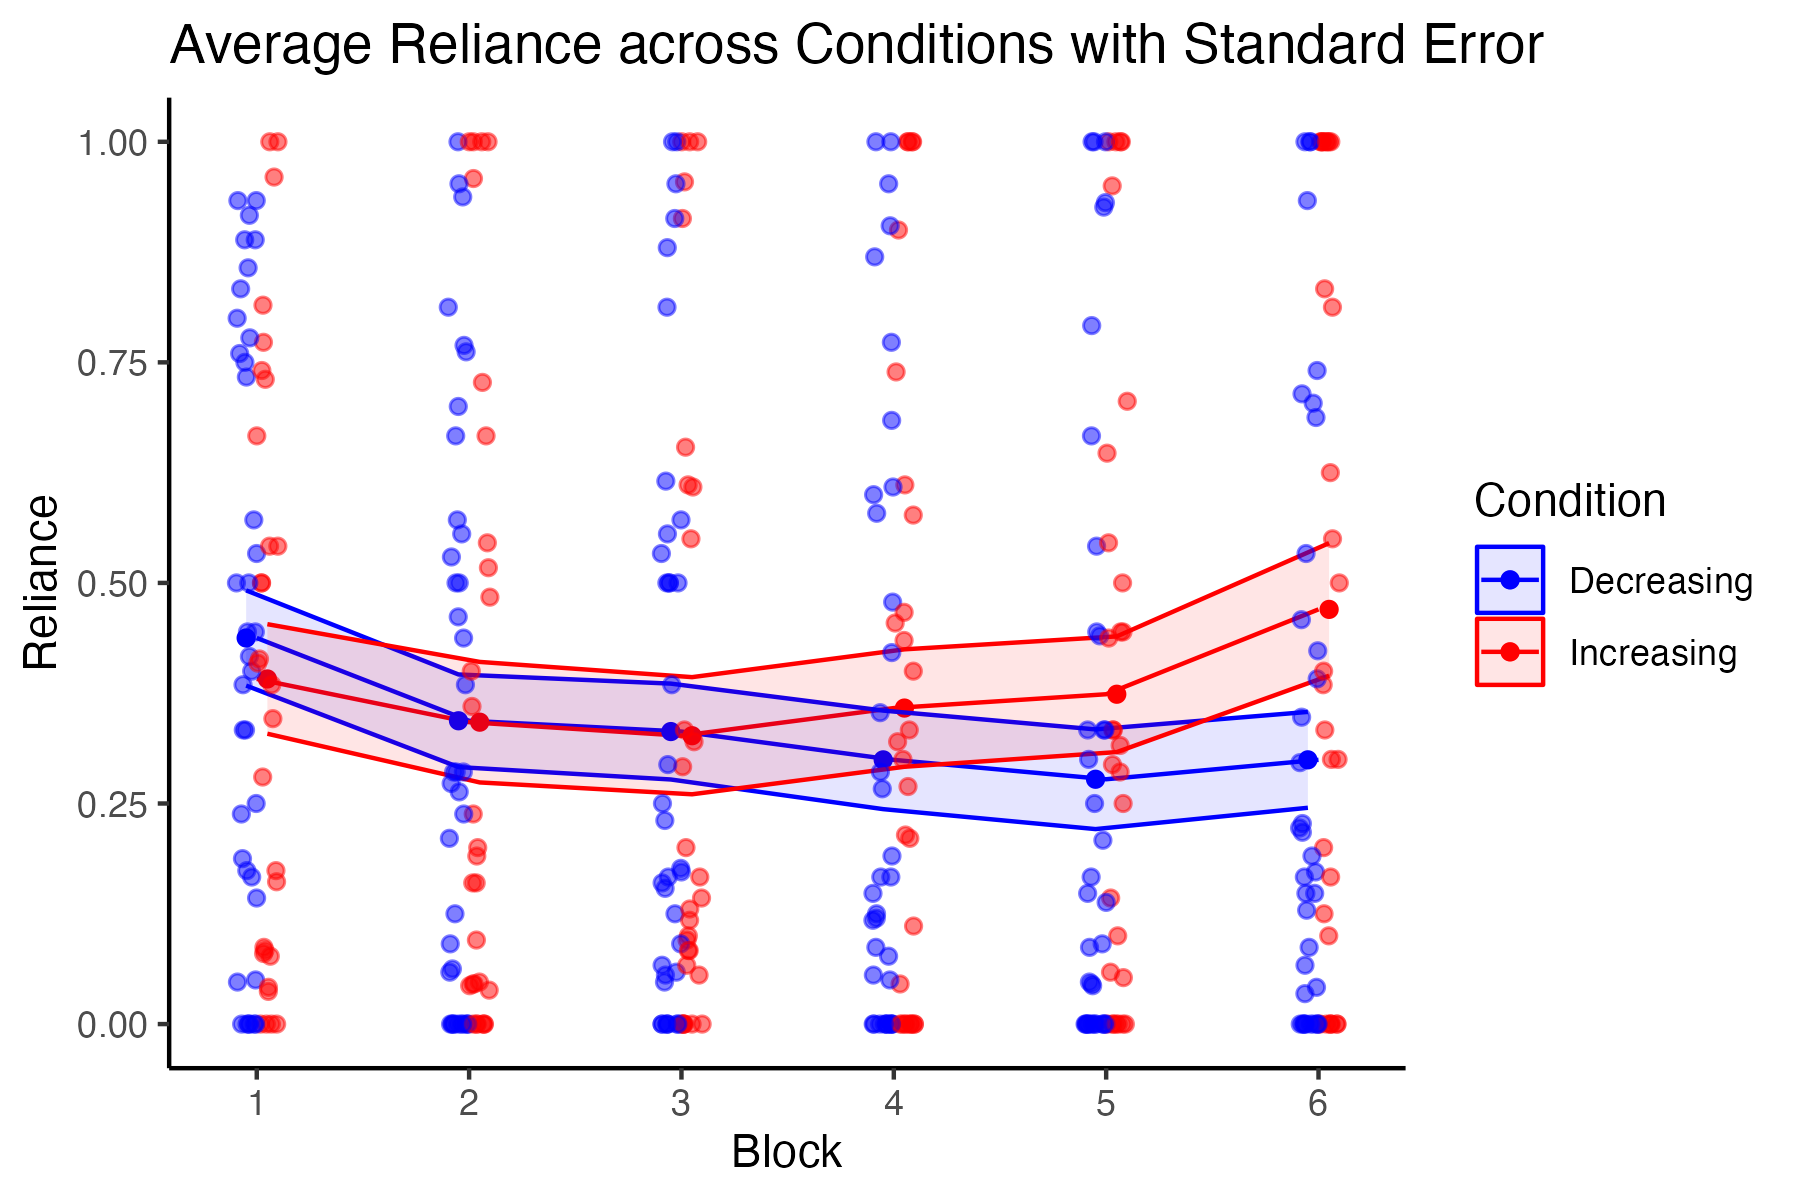 Average Reliance across Conditions with Standard Error
1.00
0.75
0.50
0.25
0.00
Reliance
1 2 3 4 5 6
Block
Condition
Decreasing
Increasing